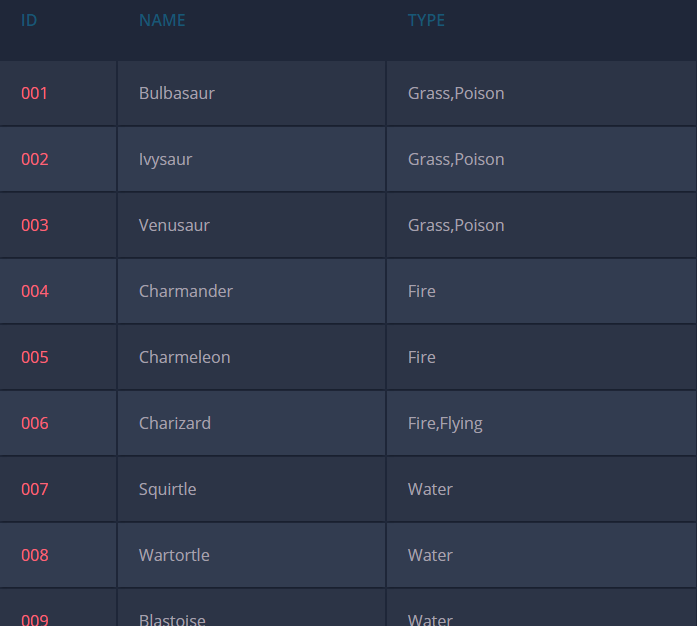 ID NAME TYPE
001 Bulbasaur Grass,Poison
002 Ivysaur Grass,Poison
003 Venusaur Grass,Poison
004 Charmander Fire
005 Charmeleon Fire
006 Charizard Fire,Flying
007 Squirtle Water
008 Wartortle Water
009 Blastoise Water